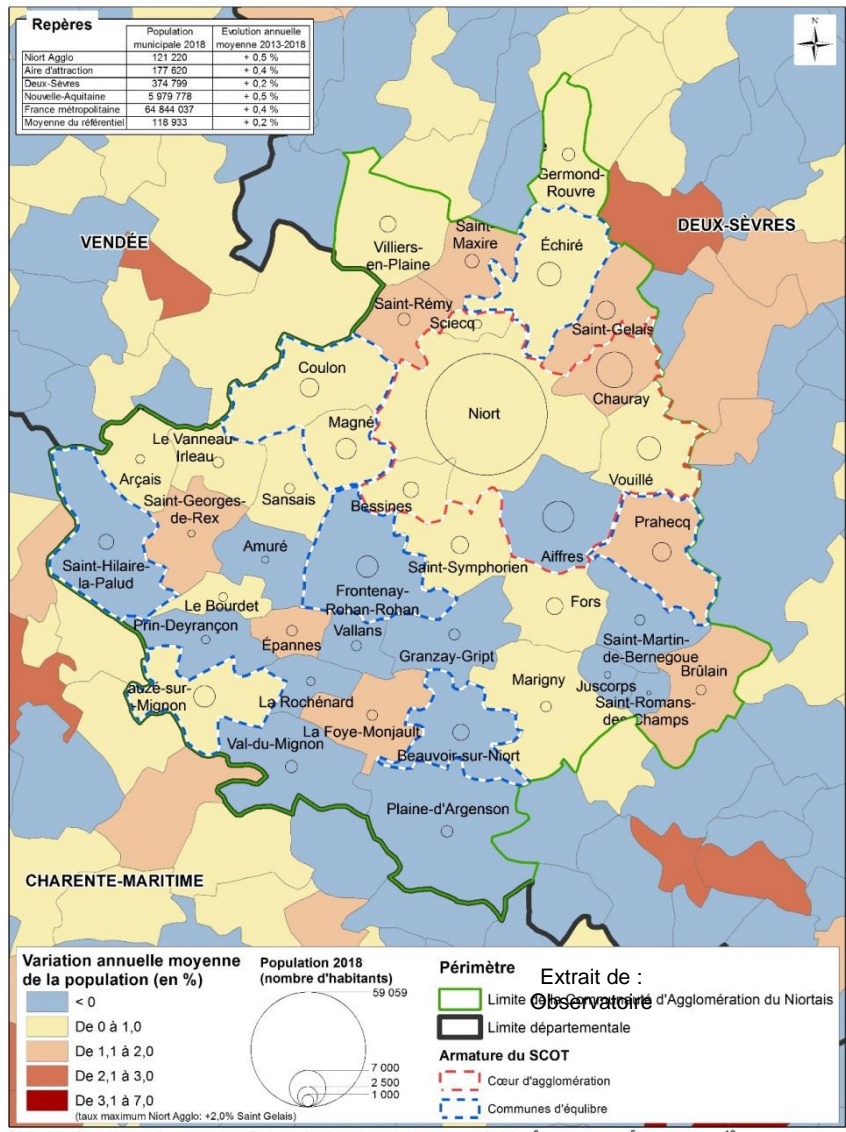 Repères
Population municipale 2018
Evolution annuelle moyenne 2013-2018
Niort Agglo 121 220 + 0,5 %
Aire d'attraction 177 620 + 0,4 %
Deux-Sèvres 374 799 + 0,2 %
Nouvelle-Aquitaine 5 979 778 + 0,5 %
France métropolitaine 64 844 037 + 0,4 %
Moyenne du référentiel 118 933 + 0,2 %
N
Germond-
Rouvre
DEUX-SÈVRES
VENDÉE
Villiers-
en-Plaine
Saint-
Maxire
Échiré
Saint-Rémy
Sciecq
Saint-Gelais
Coulon
Chauray
Niort
Magné
Le Vanneau-
Irleau
Arçais
Sansais
Vouillé
Bessines
Saint-Georges-
de-Rex
Prahecq
Amuré
Aiffres
Saint-Hilaire-
la-Palud
Saint-Symphorien
Frontenay-
Rohan-Rohan
Le Bourdet
Fors
Prin-Deyrançon
Épannes
Vallans
Granzay-Gript
Saint-Martin-
de-Bernegoue
Marigny
Juscorps
Brûlain
auzé-sur
-Mignon
La Rochénard
Saint-Romans-
des-Champs
La Foye-Monjault
Val-du-Mignon
Beauvoir-sur-Niort
Plaine-d'Argenson
CHARENTE-MARITIME
Variation annuelle moyenne
de la population (en %)
< 0
De 0 à 1,0
De 1,1 à 2,0
De 2,1 à 3,0
De 3,1 à 7,0
(taux maximum Niort Agglo: +2,0% Saint Gelais)
Population 2018
(nombre d'habitants)
59 059
7 000
2 500
1 000
Périmètre
Extrait de :
Observatoire
Limite de la Communauté d'Agglomération du Niortais
Limite départementale
Armature du SCOT
Cœur d'agglomération
Communes d'équlibre